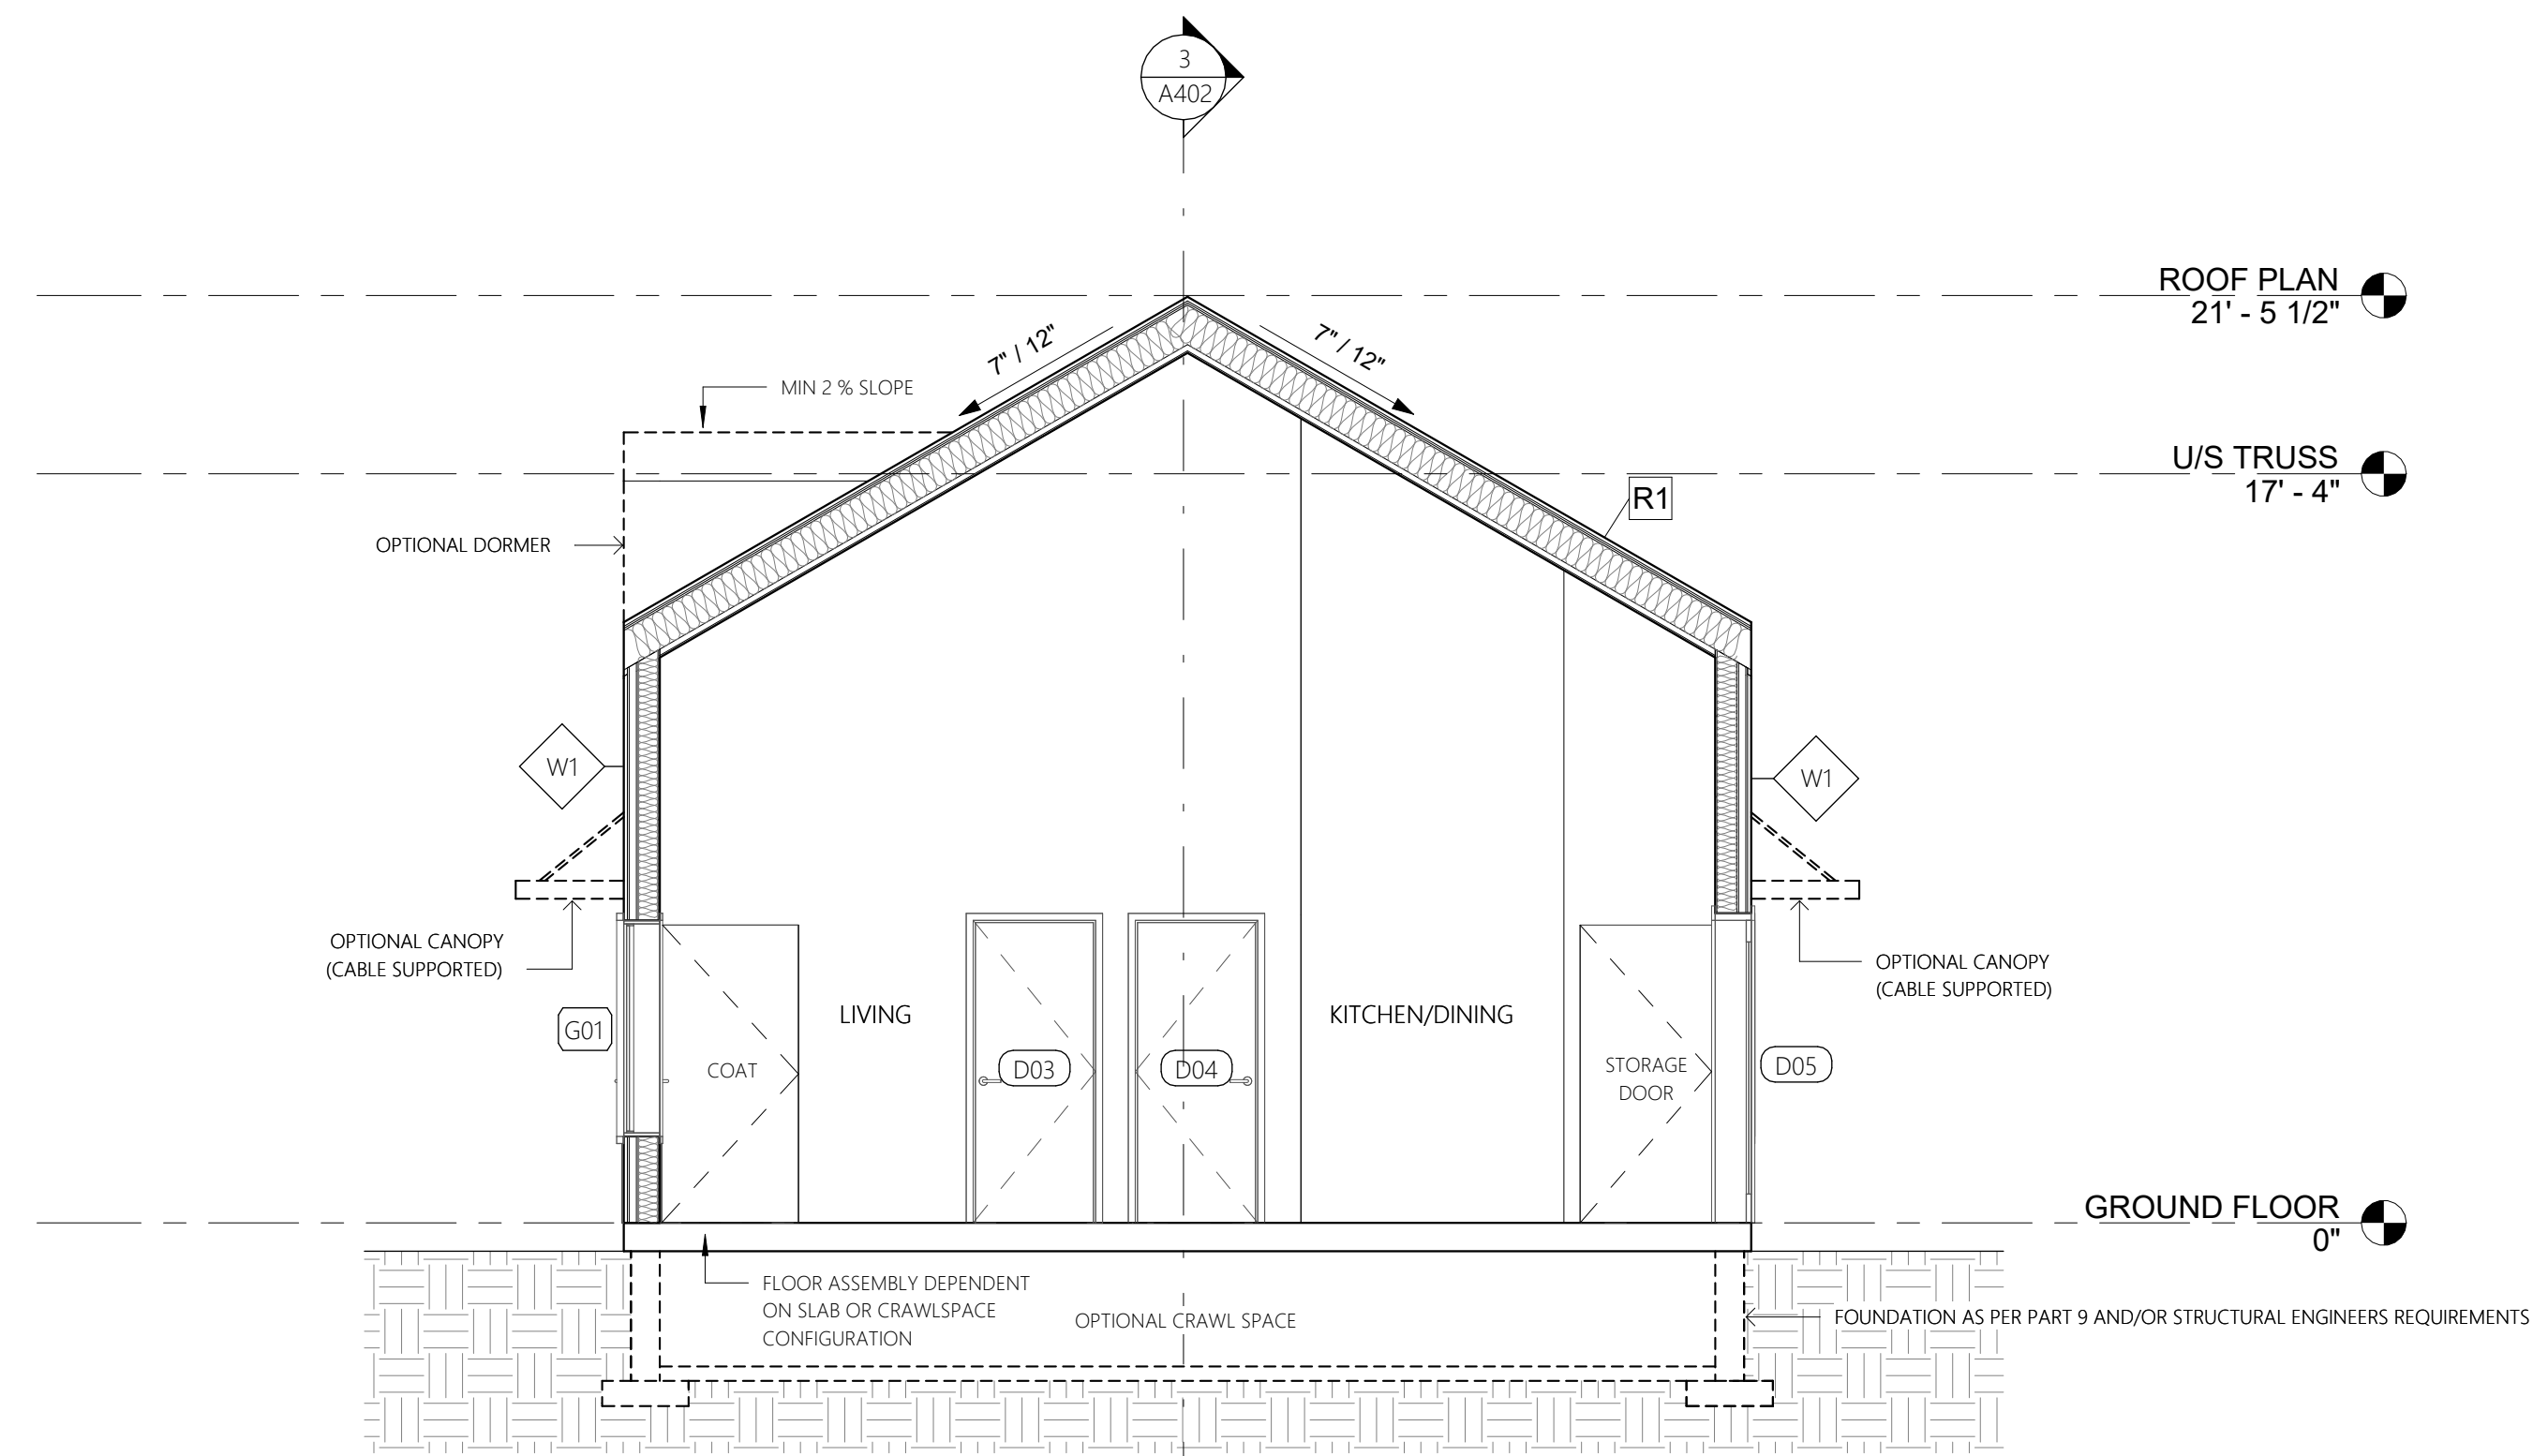 3
A402
ROOF PLAN
21' - 5 1/2"
7" / 12"
7" / 12"
MIN 2 % SLOPE
U/S TRUSS
17' - 4"
R1
OPTIONAL DORMER
W1
W1
OPTIONAL CANOPY
(CABLE SUPPORTED)
OPTIONAL CANOPY
(CABLE SUPPORTED)
G01
LIVING
KITCHEN/DINING
COAT
D03
D04
STORAGE
DOOR
D05
GROUND FLOOR
0"
FLOOR ASSEMBLY DEPENDENT
ON SLAB OR CRAWLSPACE
CONFIGURATION
OPTIONAL CRAWL SPACE
FOUNDATION AS PER PART 9 AND/OR STRUCTURAL ENGINEERS REQUIREMENTS